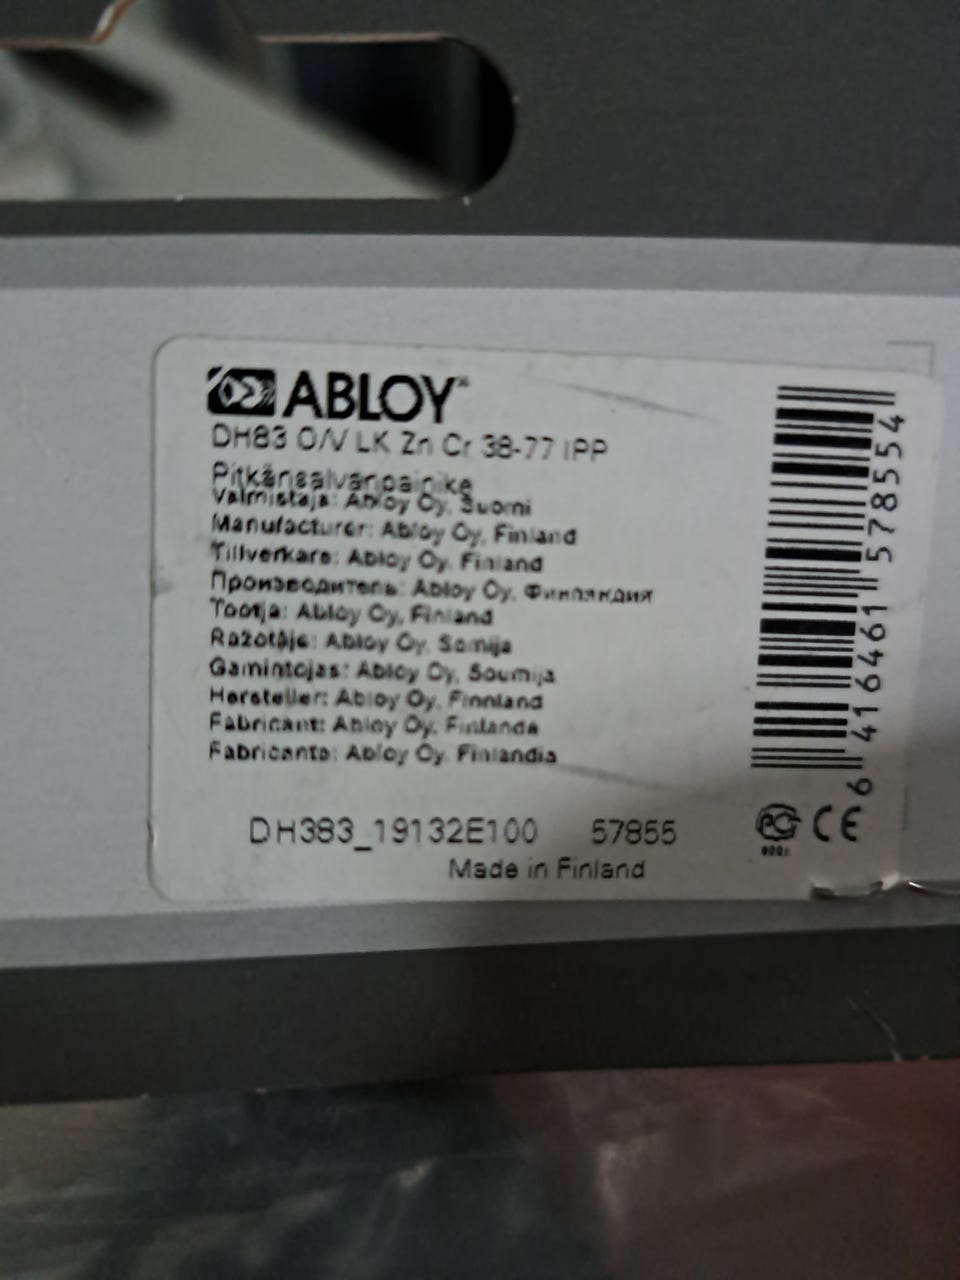 ABLOY
DH83 O/V LK Zn Cr 38-77 IPP
Pitkänsalvanpainike
Valmistaja: Abloy Oy, Suomi
Manufacturer: Abloy Oy, Finland
Tillverkare: Abloy Oy, Finland
Производитель: Abloy Oy, Финляндия
Tootja: Abloy Oy, Finland
Ražotājs: Abloy Oy, Somija
Gamintojas: Abloy Oy, Soumija
Hersteller: Abloy Oy, Finnland
Fabricant: Abloy Oy, Finlande
Fabricante: Abloy Oy, Finlandia
DH383_19132E100 57855
Made in Finland
6 416461 578554
PC CE